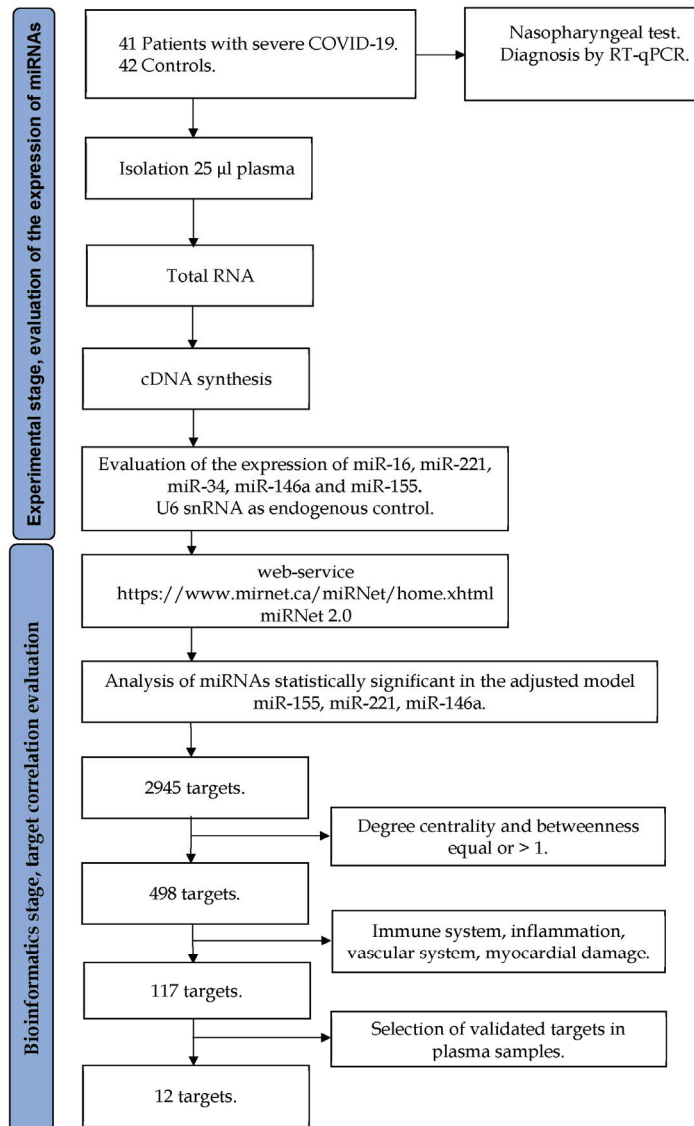 Experimental stage, evaluation of the expression of miRNAs
41 Patients with severe COVID-19.
42 Controls.
Nasopharyngeal test.
Diagnosis by RT-qPCR.
Isolation 25 µl plasma
Total RNA
cDNA synthesis
Evaluation of the expression of miR-16, miR-221,
miR-34, miR-146a and miR-155.
U6 snRNA as endogenous control.
Bioinformatics stage, target correlation evaluation
web-service
https://www.mirnet.ca/miRNet/home.xhtml
miRNet 2.0
Analysis of miRNAs statistically significant in the adjusted model
miR-155, miR-221, miR-146a.
2945 targets.
Degree centrality and betweenness
equal or > 1.
498 targets.
Immune system, inflammation,
vascular system, myocardial damage.
117 targets.
Selection of validated targets in
plasma samples.
12 targets.